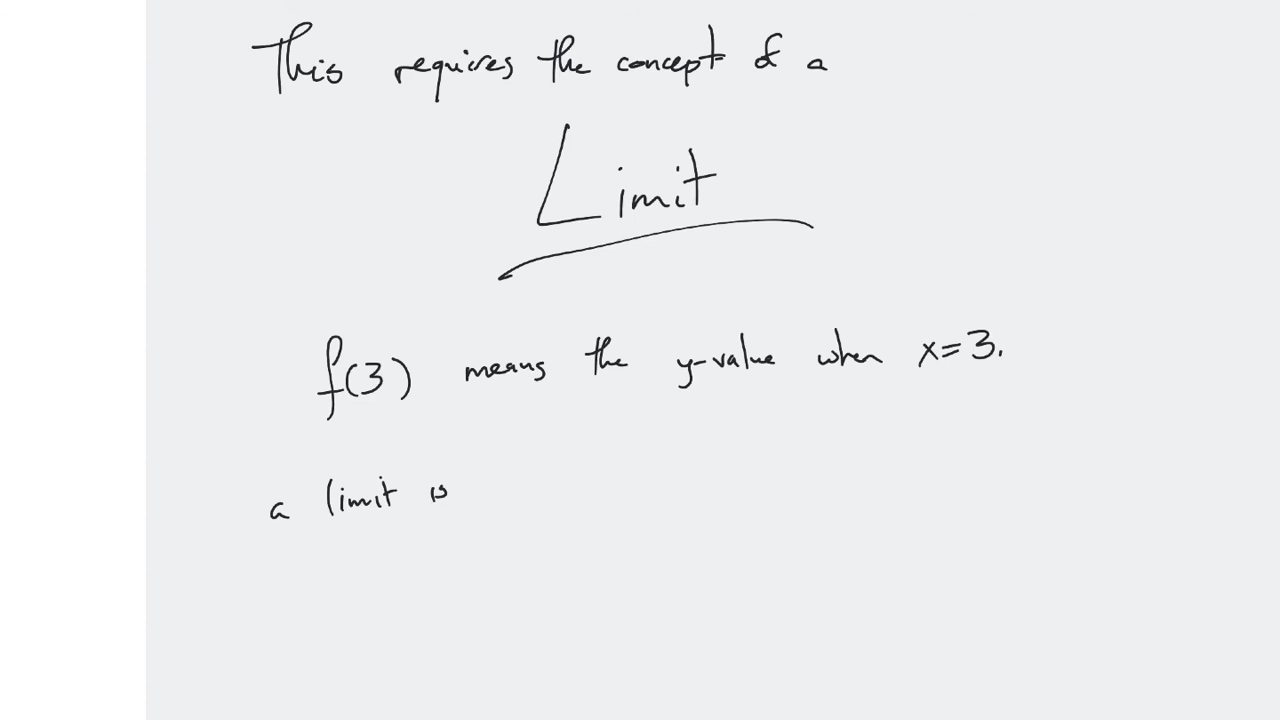 This requires the concept of a
Limit
f(3) means the y-value when x=3.
a limit is